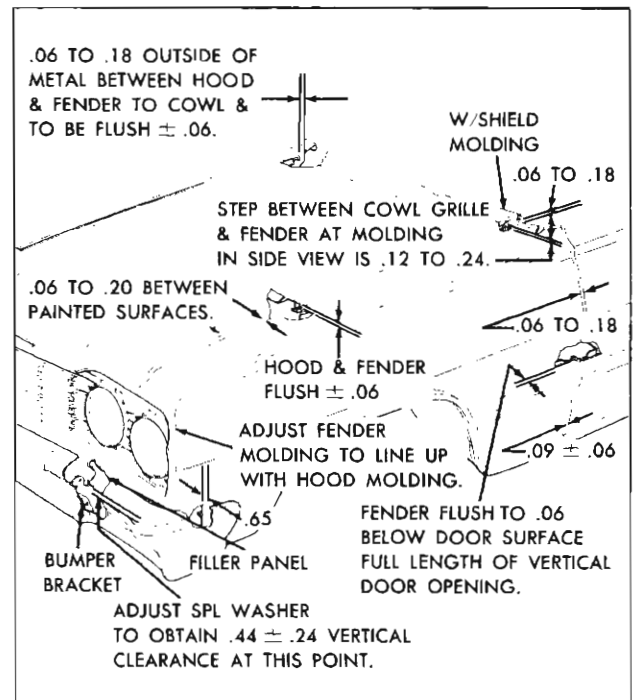 .06 TO .18 OUTSIDE OF
METAL BETWEEN HOOD
& FENDER TO COWL &
TO BE FLUSH ± .06.
W/SHIELD
MOLDING
.06 TO .18
STEP BETWEEN COWL GRILLE
& FENDER AT MOLDING
IN SIDE VIEW IS .12 TO .24.
.06 TO .20 BETWEEN
PAINTED SURFACES.
.06 TO .18
HOOD & FENDER
FLUSH ± .06
ADJUST FENDER
MOLDING TO LINE UP
WITH HOOD MOLDING.
.09 ± .06
.65
FENDER FLUSH TO .06
BELOW DOOR SURFACE
FULL LENGTH OF VERTICAL
DOOR OPENING.
BUMPER
BRACKET
FILLER PANEL
ADJUST SPL WASHER
TO OBTAIN .44 ± .24 VERTICAL
CLEARANCE AT THIS POINT.